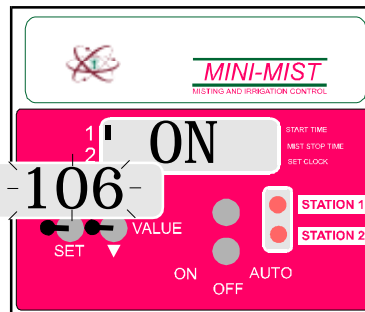 MINI-MIST
MISTING AND IRRIGATION CONTROL
1
ON
START TIME
2
MIST STOP TIME
SET CLOCK
106
STATION 1
VALUE
STATION 2
SET
ON
AUTO
OFF